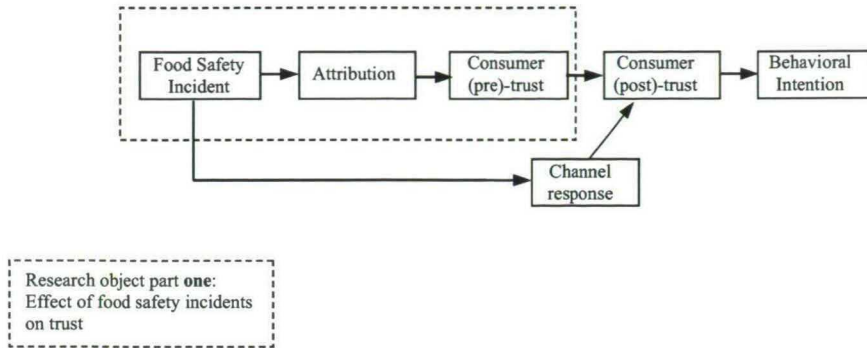 Food Safety
Incident
Attribution
Consumer
(pre)-trust
Consumer
(post)-trust
Behavioral
Intention
Channel
response
Research object part one:
Effect of food safety incidents
on trust